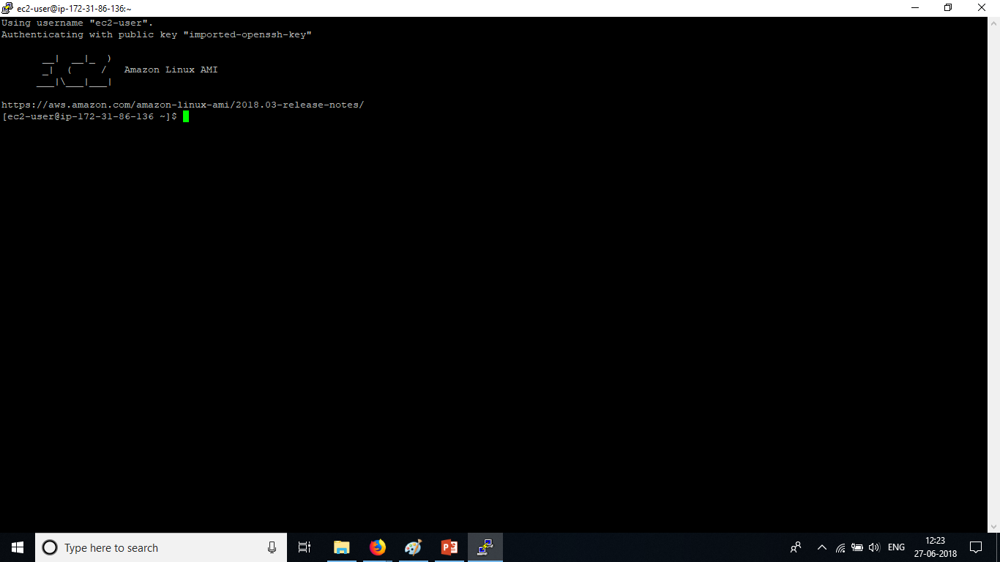 ec2-user@ip-172-31-86-136:~
Using username "ec2-user".
Authenticating with public key "imported-openssh-key"
       __|  __|_  )
       _|  (     /   Amazon Linux AMI
      ___|\___|___|
https://aws.amazon.com/amazon-linux-ami/2018.03-release-notes/
[ec2-user@ip-172-31-86-136 ~]$
Type here to search
ENG
12:23
27-06-2018